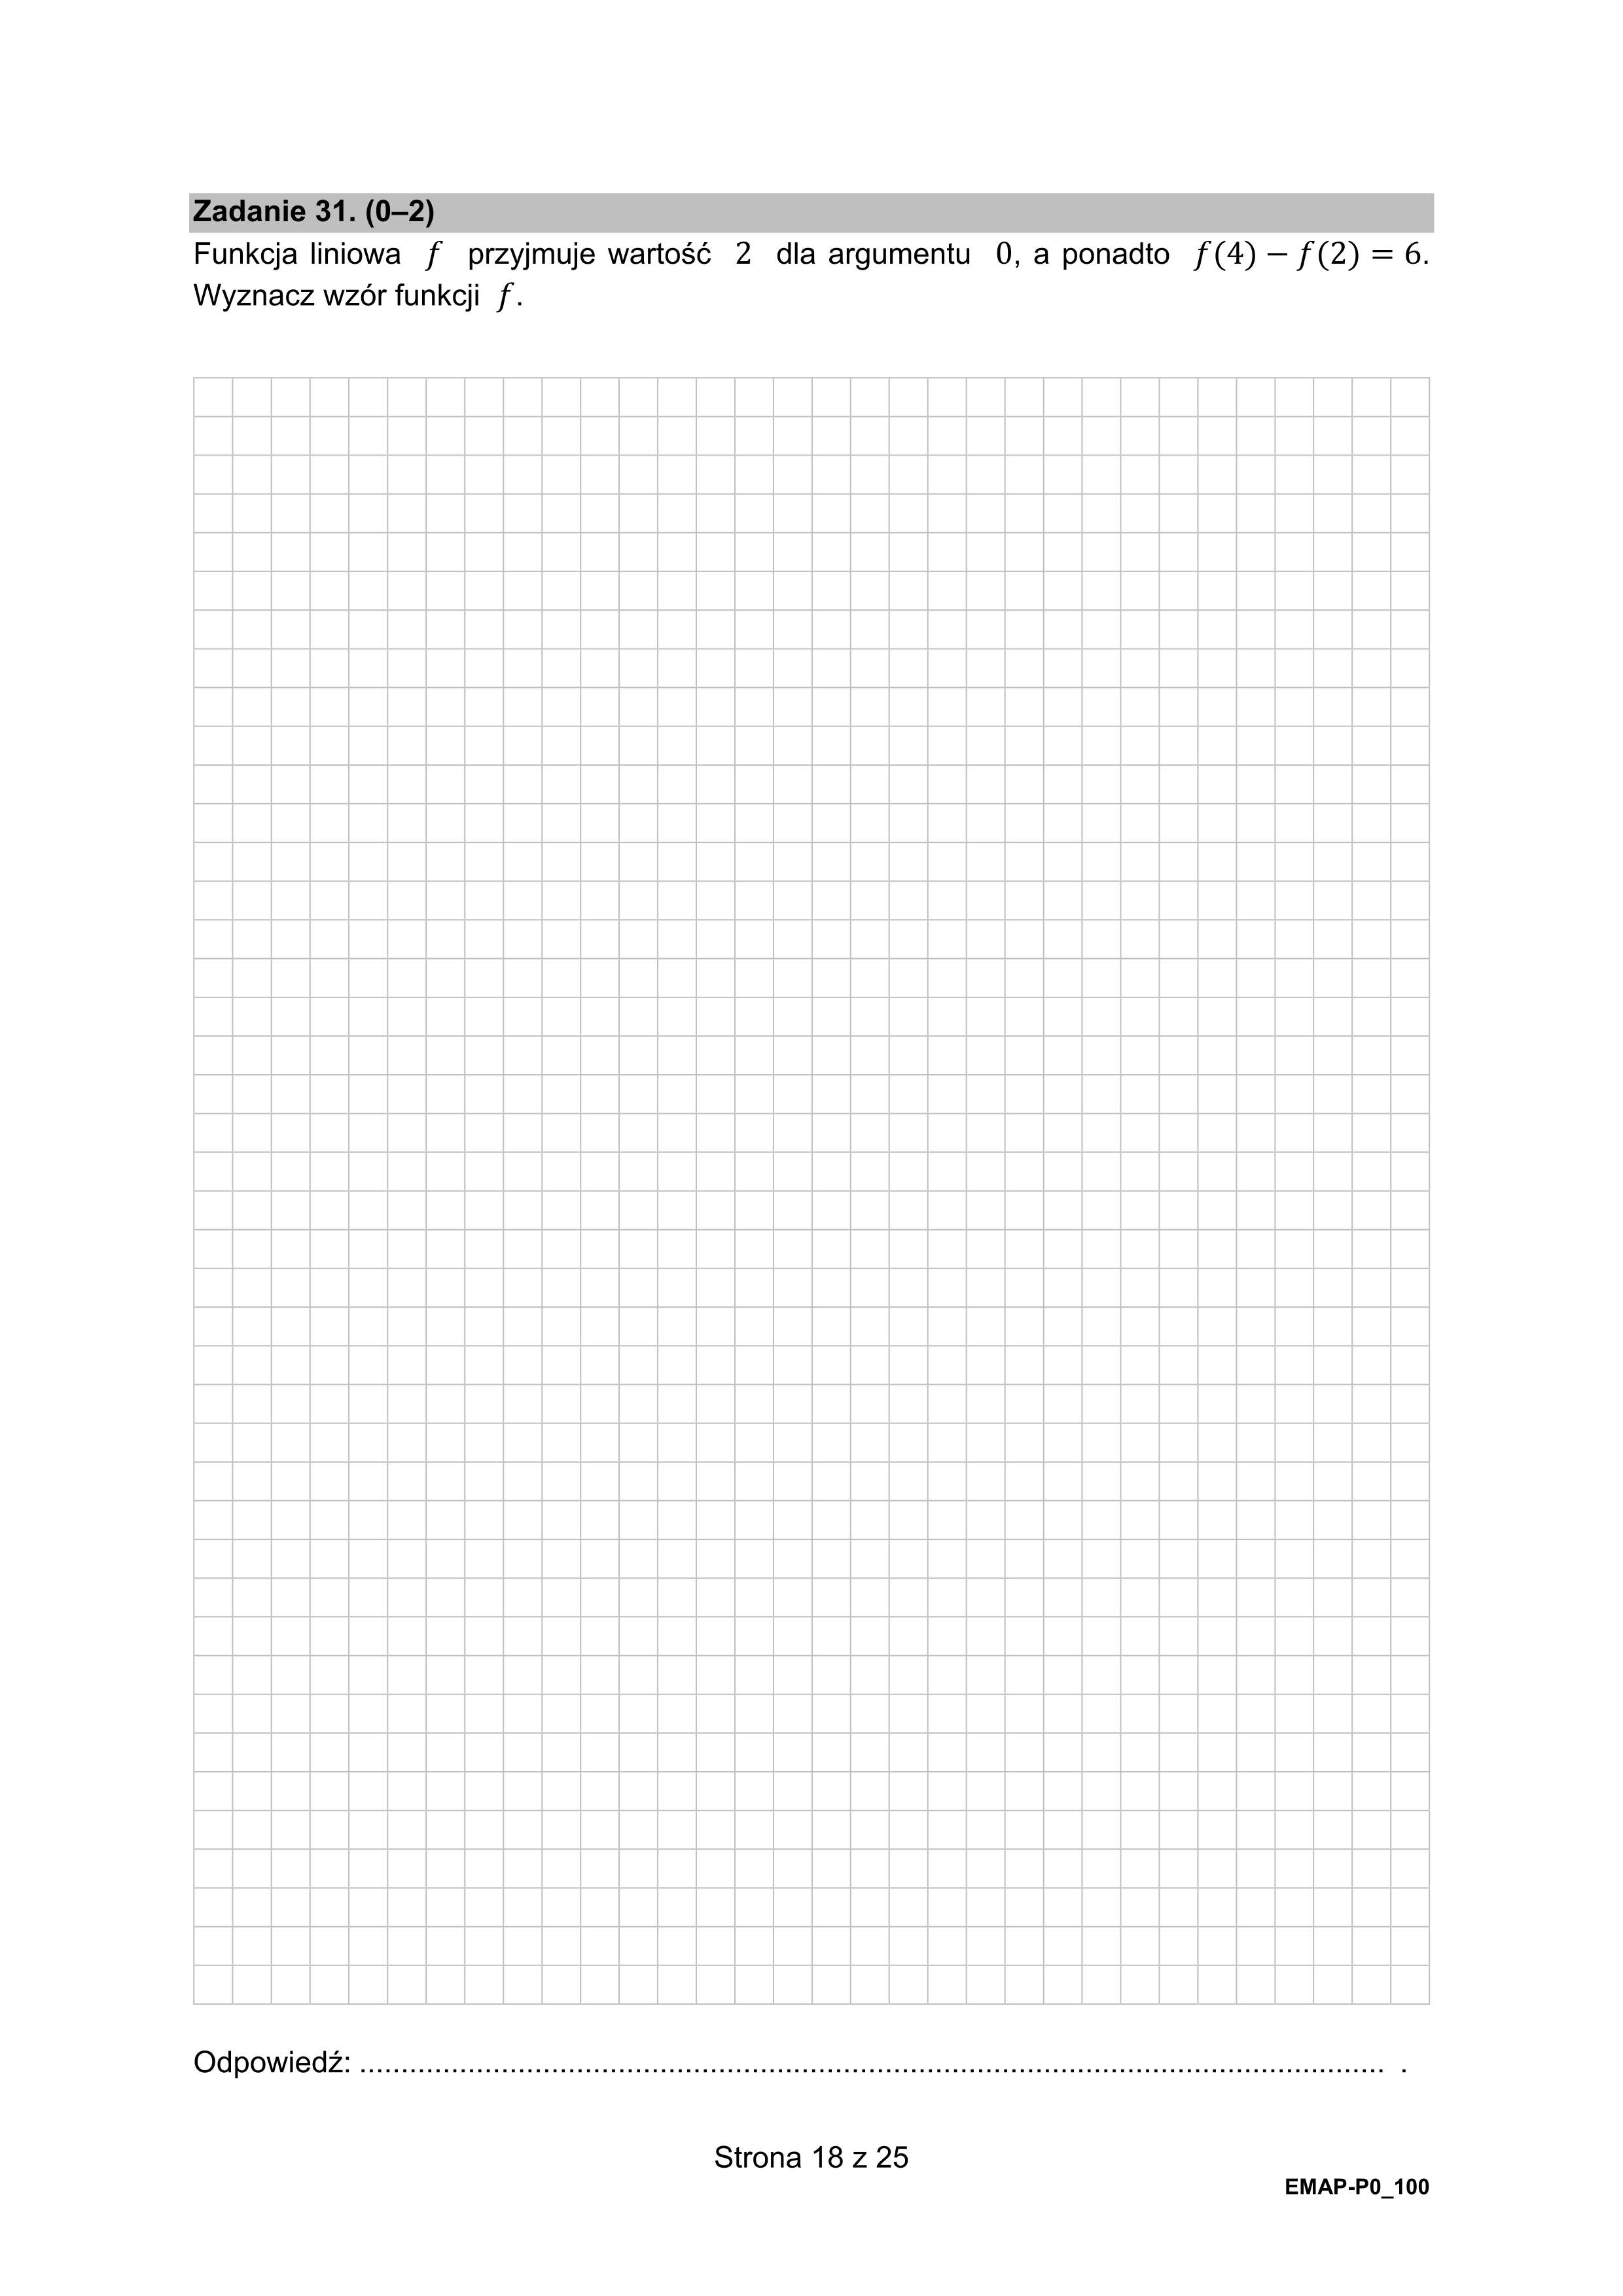 Zadanie 31. (0–2)
Funkcja liniowa f przyjmuje wartość 2 dla argumentu 0, a ponadto f(4) − f(2) = 6.
Wyznacz wzór funkcji f.
Odpowiedź: .......................................................................................................................... .
Strona 18 z 25
EMAP-P0_100